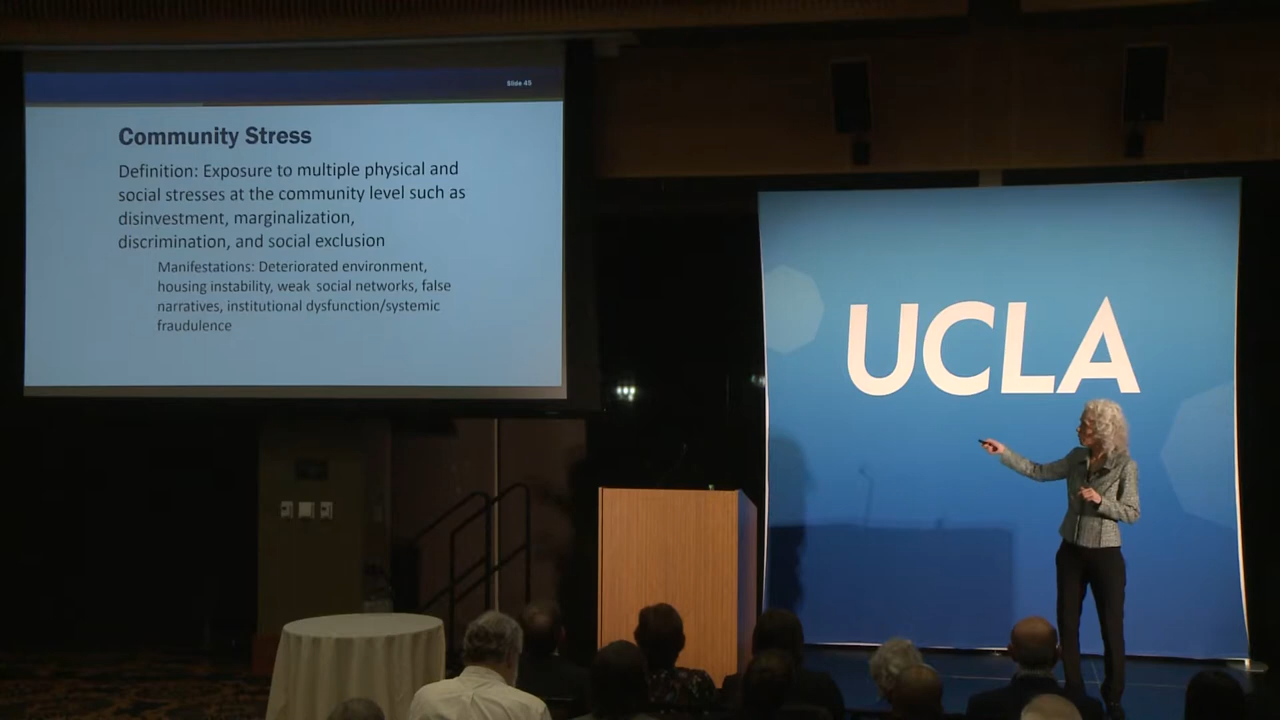 Slide 45
Community Stress
Definition: Exposure to multiple physical and
social stresses at the community level such as
disinvestment, marginalization,
discrimination, and social exclusion
Manifestations: Deteriorated environment,
housing instability, weak social networks, false
narratives, institutional dysfunction/systemic
fraudulence
UCLA